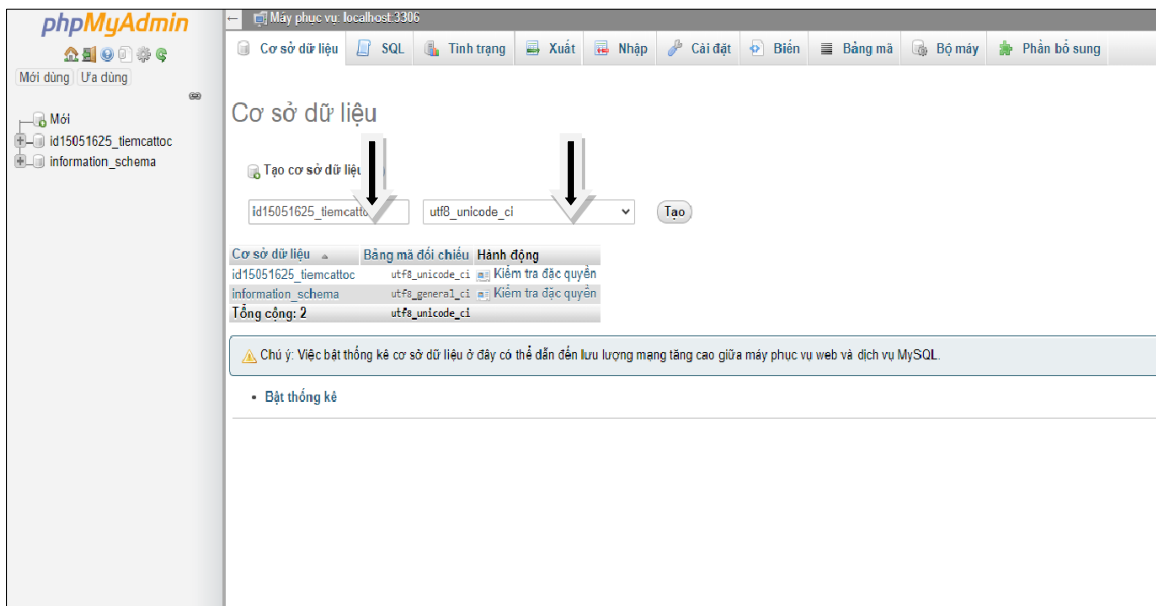 phpMyAdmin
Mới dùng Ưa dùng
Mới
id15051625_tiemcattoc
information_schema
Máy phục vụ: localhost:3306
Cơ sở dữ liệu SQL Tình trạng Xuất Nhập Cài đặt Biến Bảng mã Bộ máy Phần bổ sung
Cơ sở dữ liệu
Tạo cơ sở dữ liệu
id15051625_tiemcatto utf8_unicode_ci Tạo
Cơ sở dữ liệu Bảng mã đối chiếu Hành động
id15051625_tiemcattoc utf8_unicode_ci Kiểm tra đặc quyền
information_schema utf8_general_ci Kiểm tra đặc quyền
Tổng cộng: 2 utf8_unicode_ci
Chú ý: Việc bật thống kê cơ sở dữ liệu ở đây có thể dẫn đến lưu lượng mạng tăng cao giữa máy phục vụ web và dịch vụ MySQL.
• Bật thống kê